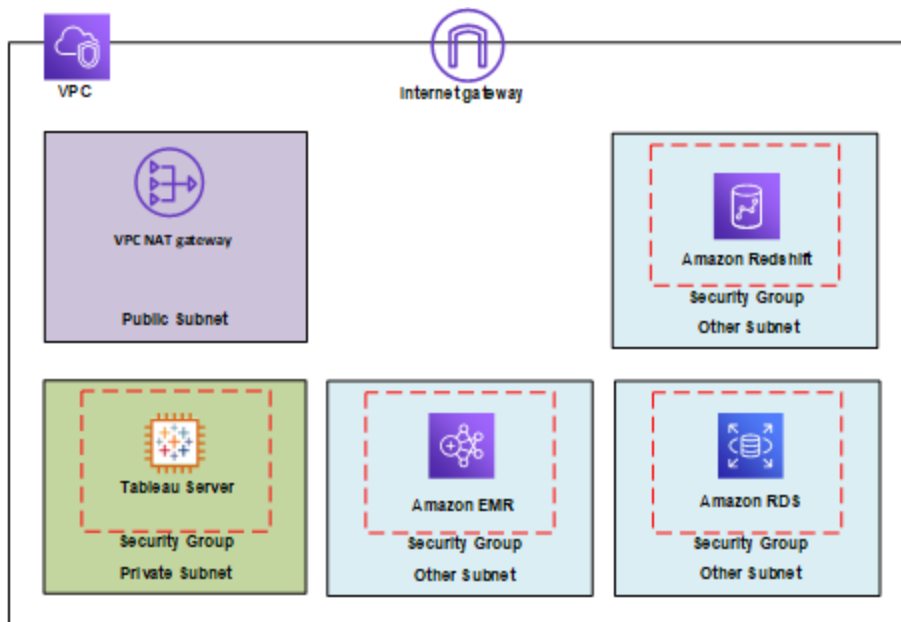 VPC
Internet gateway
VPC NAT gateway
Public Subnet
Amazon Redshift
Security Group
Other Subnet
Tableau Server
Security Group
Private Subnet
Amazon EMR
Security Group
Other Subnet
Amazon RDS
Security Group
Other Subnet